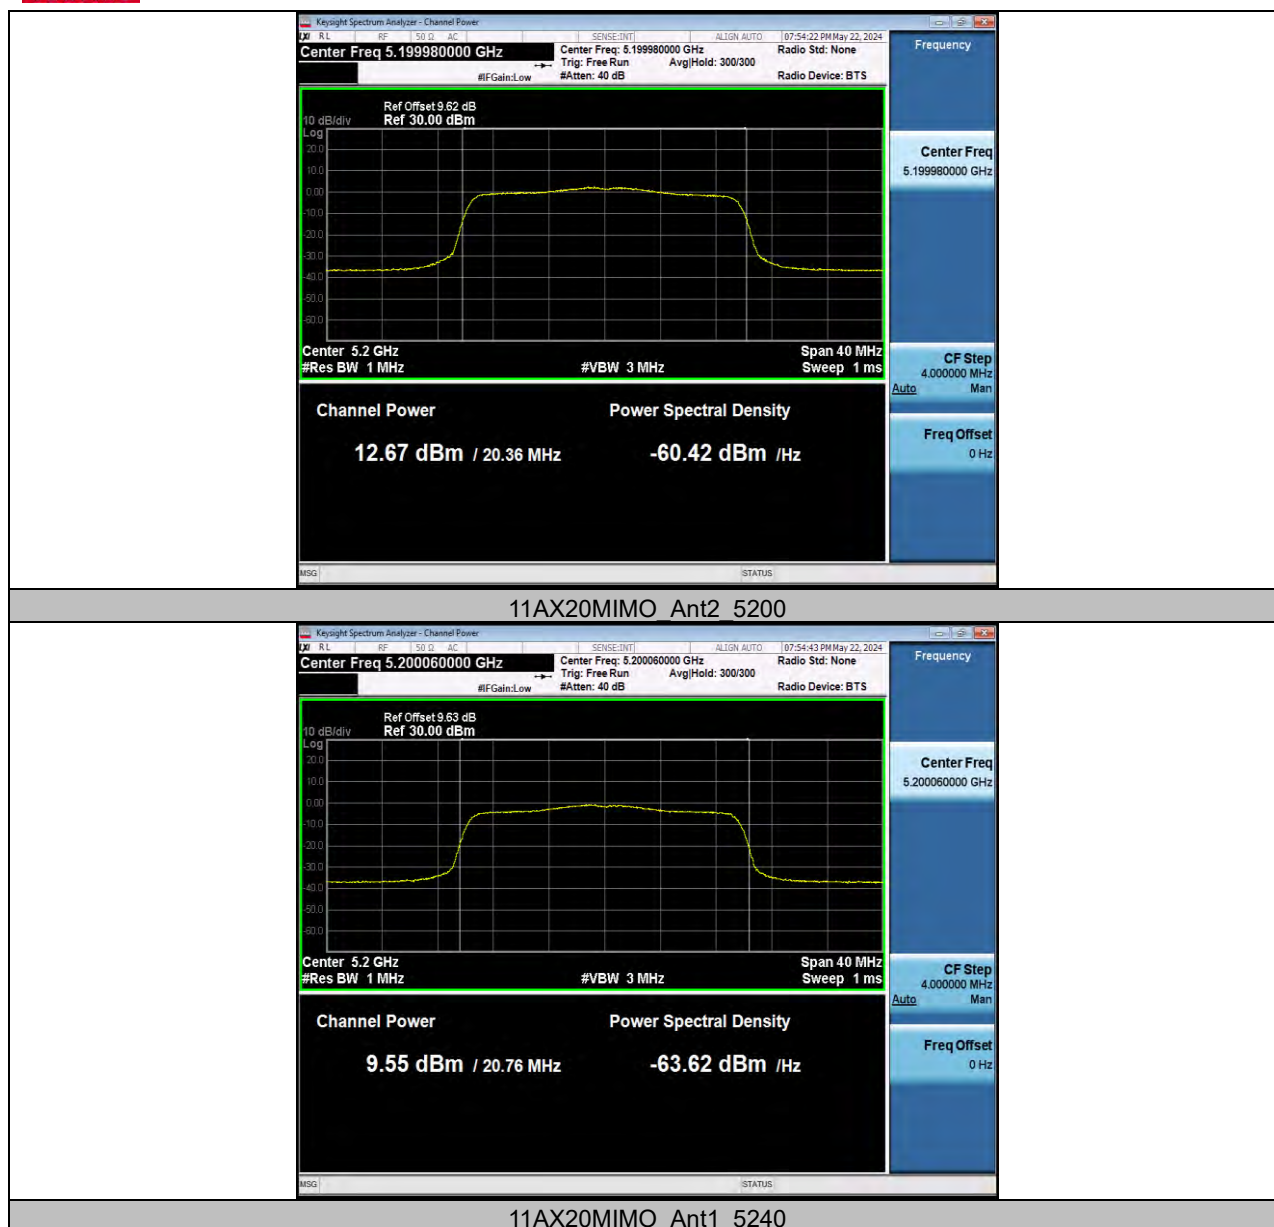 Keysight Spectrum Analyzer - Channel Power
RL RF 50 Ω AC SENSE:INT ALIGN AUTO 07:54:22 PM May 22, 2024
Center Freq 5.199980000 GHz
Center Freq: 5.199980000 GHz Radio Std: None
Trig: Free Run Avg|Hold: 300/300
#IFGain:Low #Atten: 40 dB Radio Device: BTS
Frequency
Ref Offset 9.62 dB
10 dB/div Ref 30.00 dBm
Log
20.0
10.0
0.00
-10.0
-20.0
-30.0
-40.0
-50.0
-60.0
Center Freq
5.199980000 GHz
Center 5.2 GHz Span 40 MHz
#Res BW 1 MHz #VBW 3 MHz Sweep 1 ms
CF Step
4.000000 MHz
Auto Man
Channel Power Power Spectral Density
12.67 dBm / 20.36 MHz -60.42 dBm /Hz
Freq Offset
0 Hz
MSG STATUS
11AX20MIMO_Ant2_5200
Keysight Spectrum Analyzer - Channel Power
RL RF 50 Ω AC SENSE:INT ALIGN AUTO 07:54:43 PM May 22, 2024
Center Freq 5.200060000 GHz
Center Freq: 5.200060000 GHz Radio Std: None
Trig: Free Run Avg|Hold: 300/300
#IFGain:Low #Atten: 40 dB Radio Device: BTS
Frequency
Ref Offset 9.63 dB
10 dB/div Ref 30.00 dBm
Log
20.0
10.0
0.00
-10.0
-20.0
-30.0
-40.0
-50.0
-60.0
Center Freq
5.200060000 GHz
Center 5.2 GHz Span 40 MHz
#Res BW 1 MHz #VBW 3 MHz Sweep 1 ms
CF Step
4.000000 MHz
Auto Man
Channel Power Power Spectral Density
9.55 dBm / 20.76 MHz -63.62 dBm /Hz
Freq Offset
0 Hz
MSG STATUS
11AX20MIMO_Ant1_5240